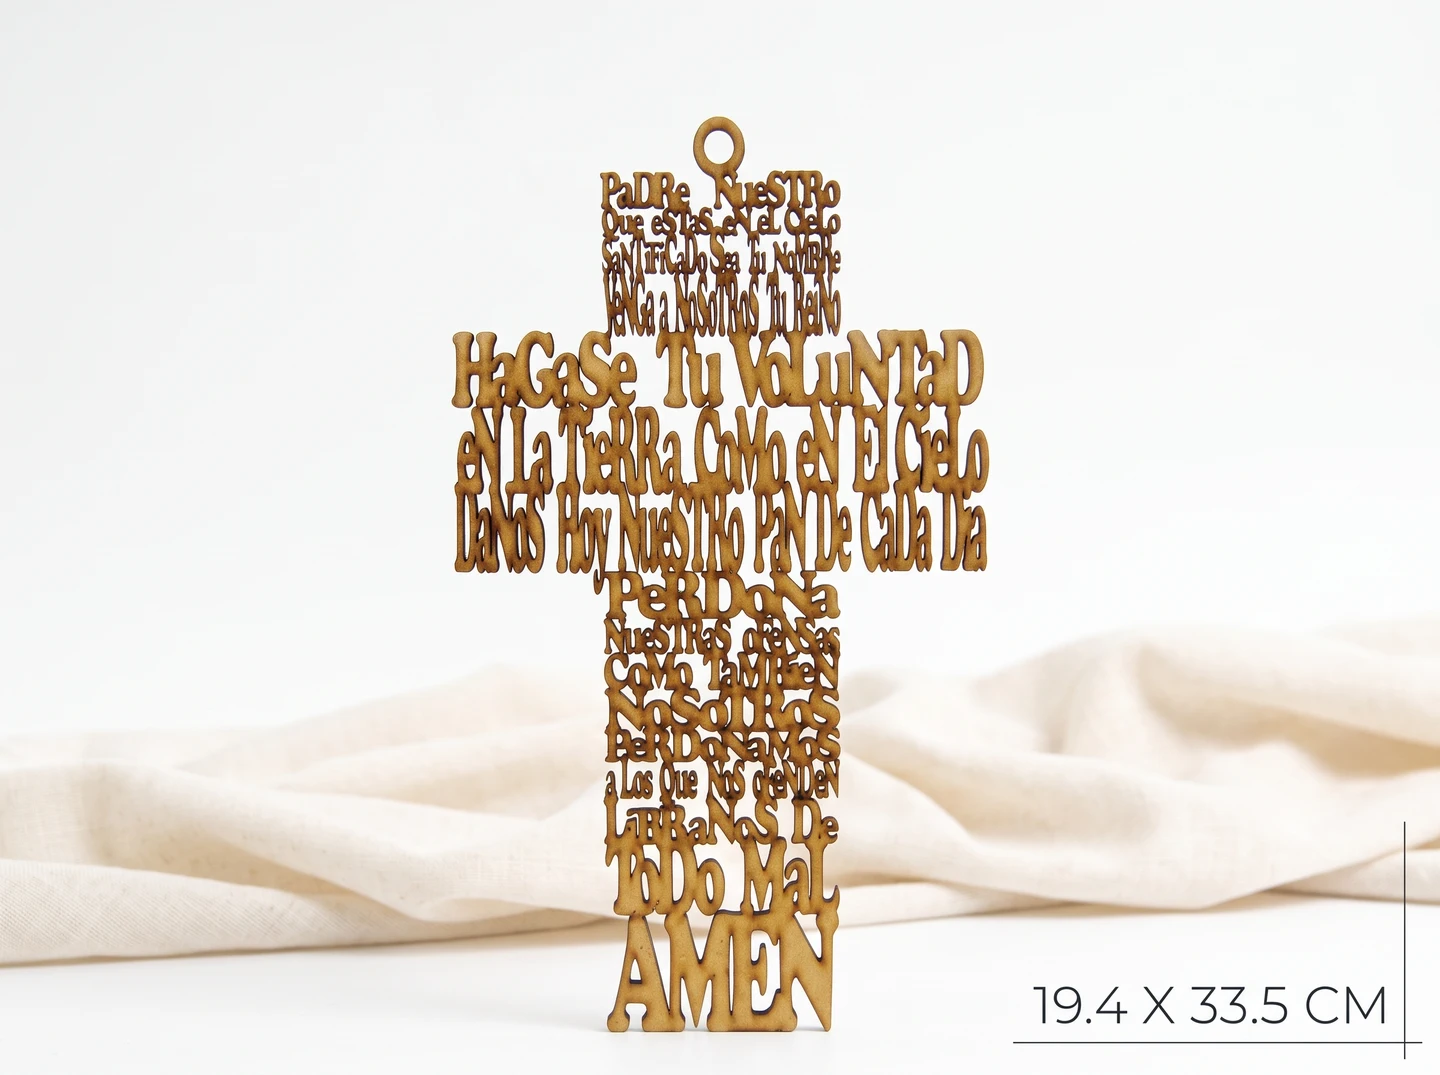 PaDRe NueSTRo
Que eSTaS eN eL CieLo
SaNTiFiCaDo Sea Tu NoMBRe
VeNGa a NoSoTRoS Tu ReiNo
HaGaSe Tu VoLuNTaD
eN La TieRRa CoMo eN El CieLo
DaNoS Hoy NueSTRo PaN De CaDa Dia
PeRDoNa
NueSTRaS oFeNSas
CoMo TaMBieN
NoSoTRoS
PeRDoNaMoS
a Los Que NoS oFeNDeN
LiBRaNoS De
ToDo MaL
AMEN
19.4 X 33.5 CM